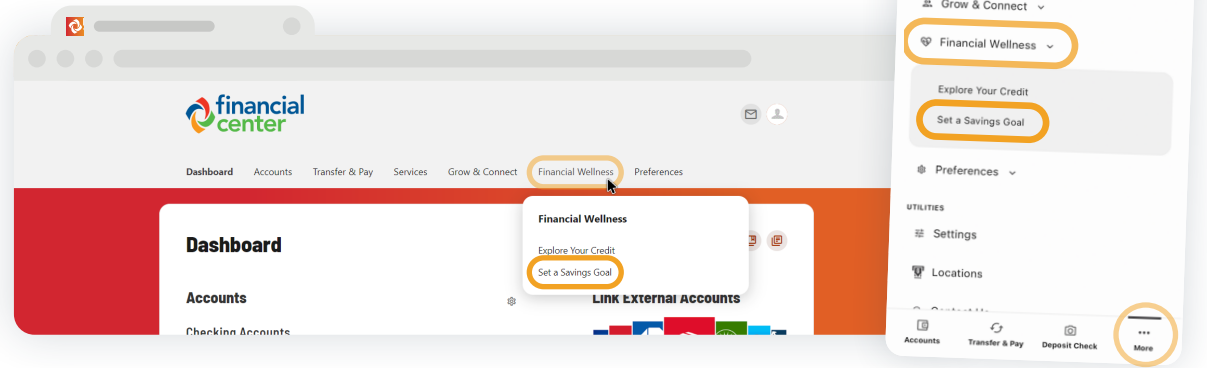 financial
center
Dashboard Accounts Transfer & Pay Services Grow & Connect Financial Wellness Preferences
Financial Wellness
Explore Your Credit
Set a Savings Goal
Dashboard
Accounts
Link External Accounts
Checking Accounts
Grow & Connect
Financial Wellness
Explore Your Credit
Set a Savings Goal
Preferences
UTILITIES
Settings
Locations
Accounts Transfer & Pay Deposit Check More